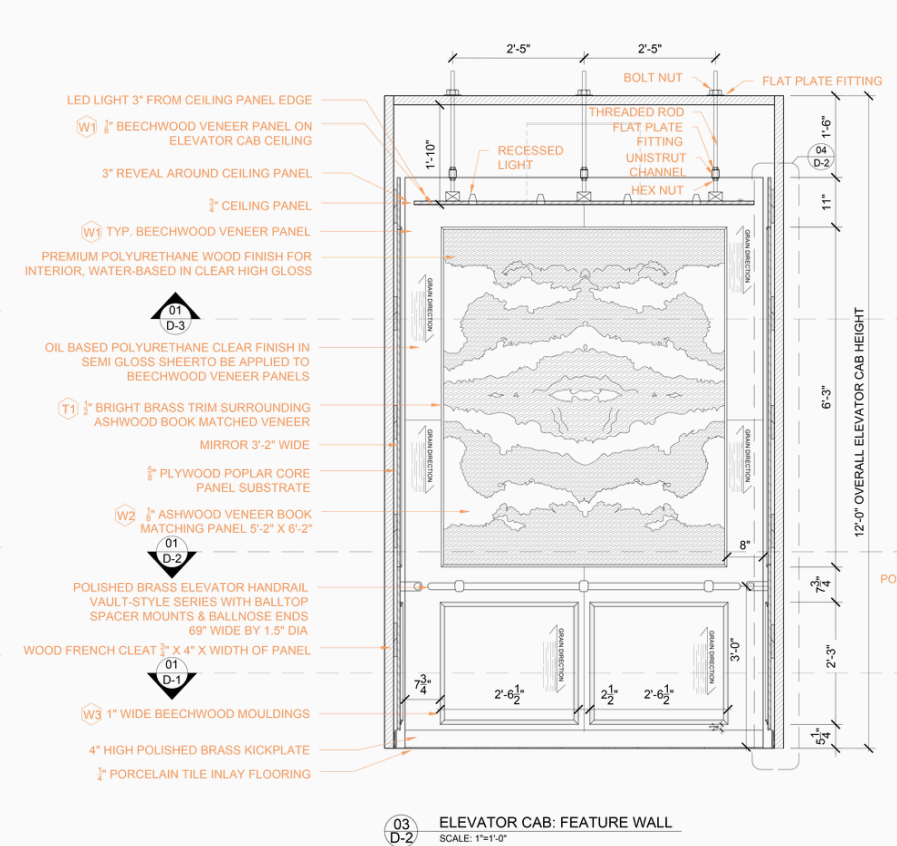 2'-5"
2'-5"
BOLT NUT
FLAT PLATE FITTING
LED LIGHT 3" FROM CEILING PANEL EDGE
W1 1/8" BEECHWOOD VENEER PANEL ON
ELEVATOR CAB CEILING
1'-10"
THREADED ROD
FLAT PLATE
FITTING
UNISTRUT
CHANNEL
HEX NUT
RECESSED
LIGHT
1'-6"
04
D-2
3" REVEAL AROUND CEILING PANEL
3/4" CEILING PANEL
11"
W1 TYP. BEECHWOOD VENEER PANEL
PREMIUM POLYURETHANE WOOD FINISH FOR
INTERIOR, WATER-BASED IN CLEAR HIGH GLOSS
GRAIN DIRECTION
GRAIN DIRECTION
01
D-3
OIL BASED POLYURETHANE CLEAR FINISH IN
SEMI GLOSS SHEERTO BE APPLIED TO
BEECHWOOD VENEER PANELS
6'-3"
12'-0" OVERALL ELEVATOR CAB HEIGHT
T1 1/2" BRIGHT BRASS TRIM SURROUNDING
ASHWOOD BOOK MATCHED VENEER
MIRROR 3'-2" WIDE
GRAIN DIRECTION
GRAIN DIRECTION
5/8" PLYWOOD POPLAR CORE
PANEL SUBSTRATE
W2 1/8" ASHWOOD VENEER BOOK
MATCHING PANEL 5'-2" X 6'-2"
01
D-2
8"
POLISHED BRASS ELEVATOR HANDRAIL
VAULT-STYLE SERIES WITH BALLTOP
SPACER MOUNTS & BALLNOSE ENDS
69" WIDE BY 1.5" DIA
7 3/4"
PO
WOOD FRENCH CLEAT 3/4" X 4" X WIDTH OF PANEL
01
D-1
GRAIN DIRECTION
GRAIN DIRECTION
3'-0"
2'-3"
7 3/4"
2'-6 1/2"
2 1/2"
2'-6 1/2"
W3 1" WIDE BEECHWOOD MOULDINGS
4" HIGH POLISHED BRASS KICKPLATE
5 1/4"
1/4" PORCELAIN TILE INLAY FLOORING
03
D-2
ELEVATOR CAB: FEATURE WALL
SCALE: 1"=1'-0"